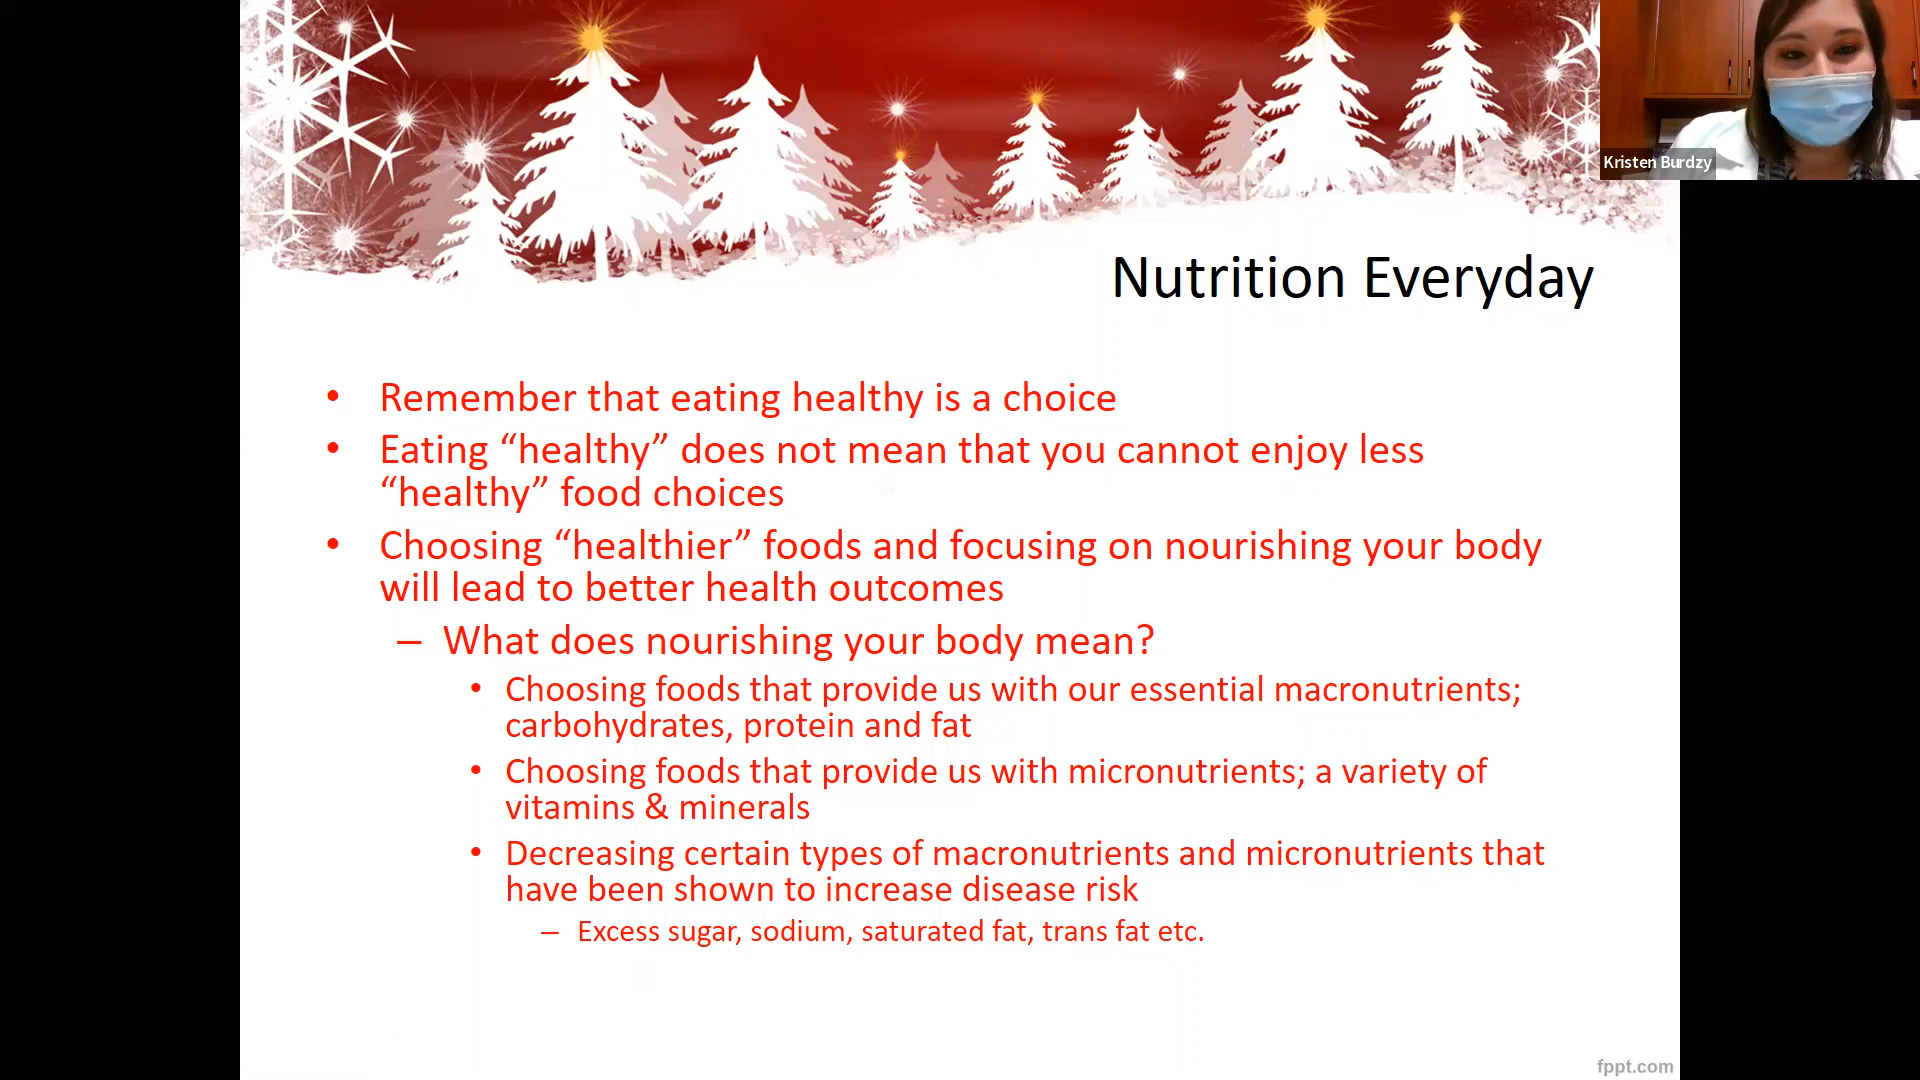 Kristen Burdzy
Nutrition Everyday
• Remember that eating healthy is a choice
• Eating “healthy” does not mean that you cannot enjoy less
“healthy” food choices
• Choosing “healthier” foods and focusing on nourishing your body
will lead to better health outcomes
– What does nourishing your body mean?
• Choosing foods that provide us with our essential macronutrients;
carbohydrates, protein and fat
• Choosing foods that provide us with micronutrients; a variety of
vitamins & minerals
• Decreasing certain types of macronutrients and micronutrients that
have been shown to increase disease risk
– Excess sugar, sodium, saturated fat, trans fat etc.
fppt.com